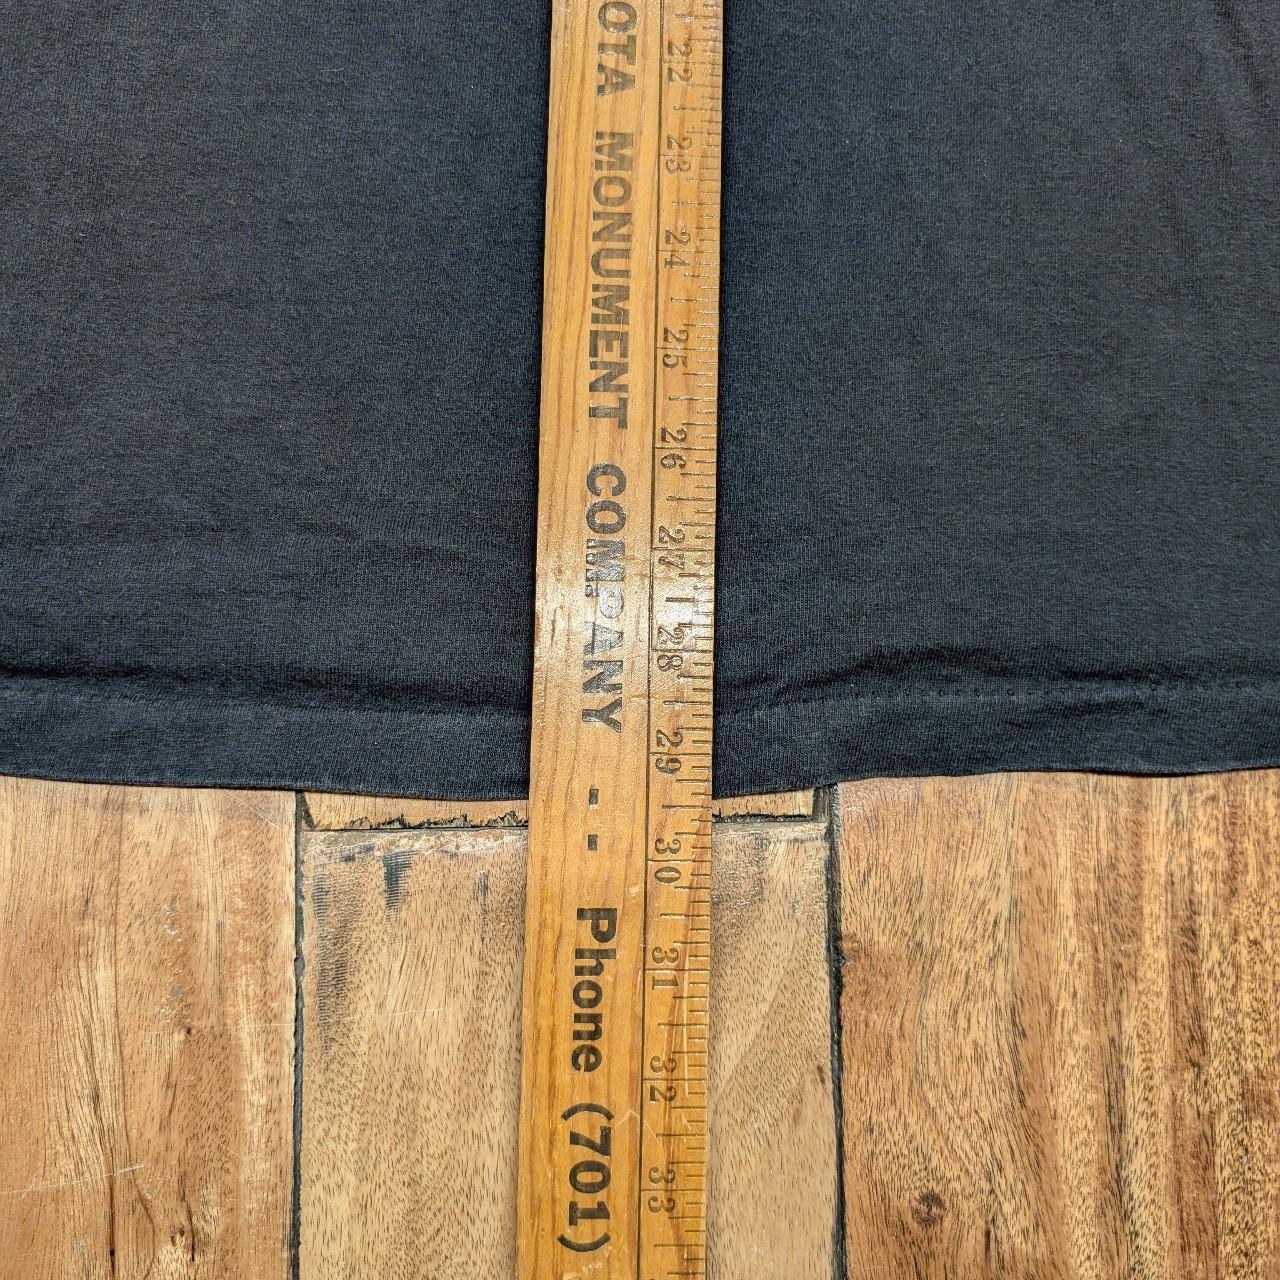 OTA MONUMENT COMPANY -- Phone (701)
22 23 24 25 26 27 28 29 30 31 32 33